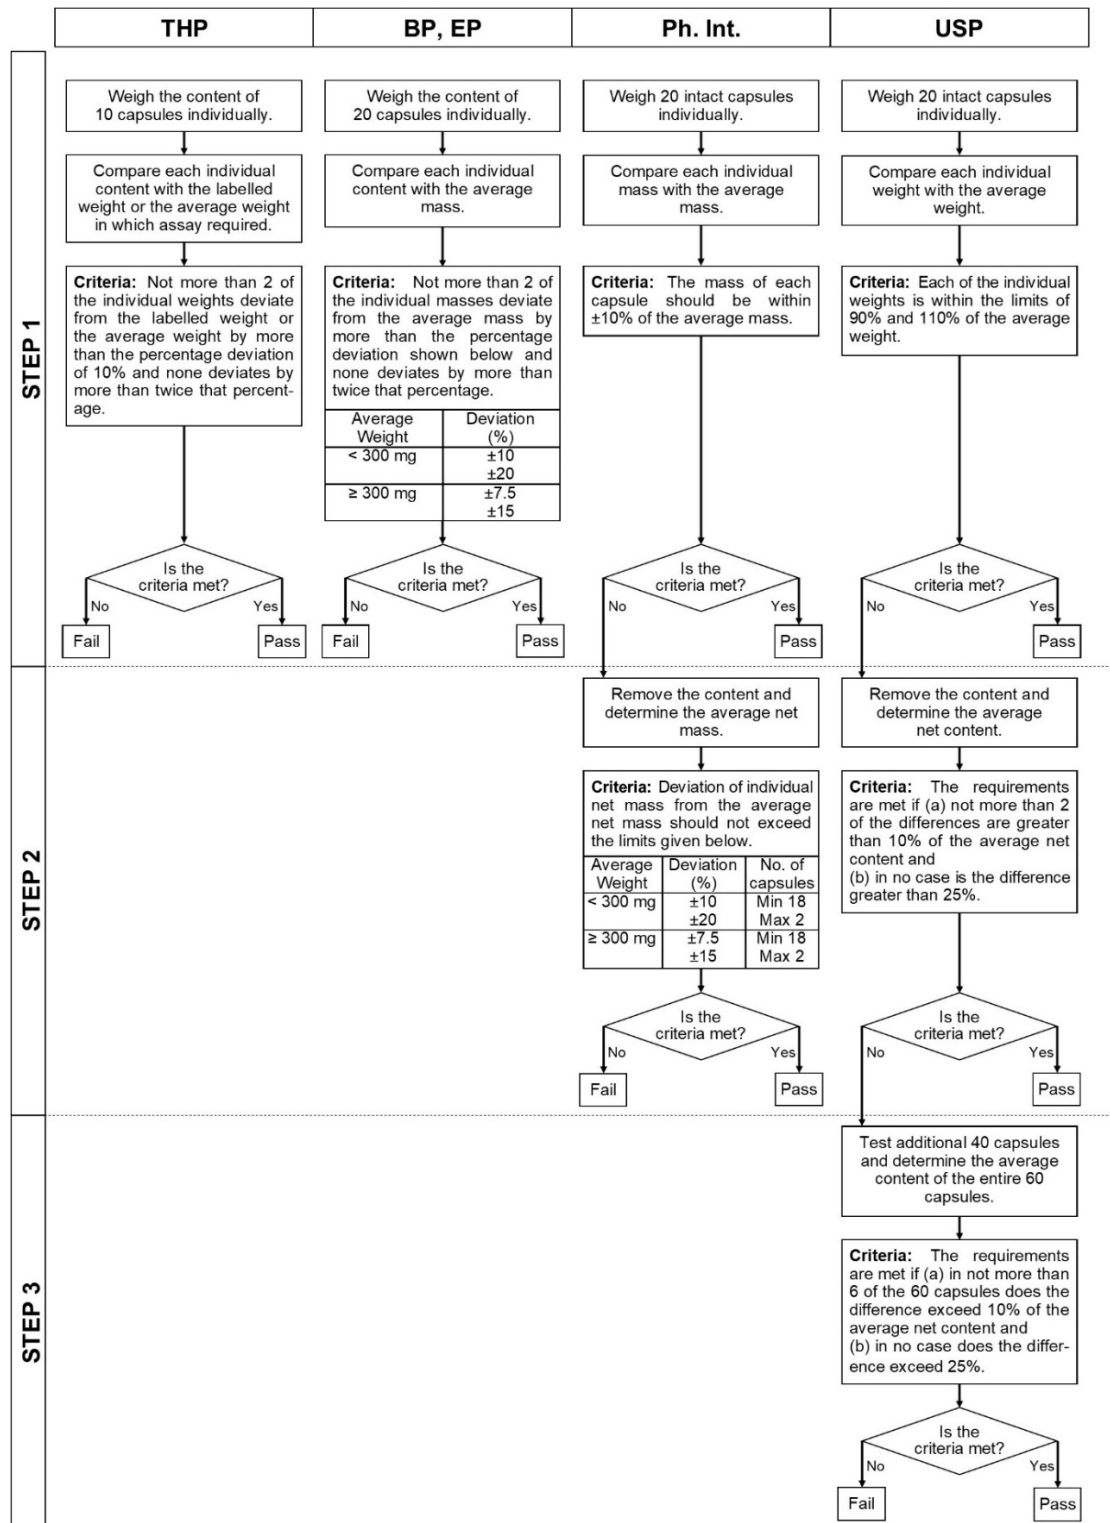 THP
BP, EP
Ph. Int.
USP
STEP 1
Weigh the content of
10 capsules individually.
Compare each individual
content with the labelled
weight or the average weight
in which assay required.
Criteria: Not more than 2 of
the individual weights deviate
from the labelled weight or
the average weight by more
than the percentage deviation
of 10% and none deviates by
more than twice that percent-
age.
Is the
criteria met?
No
Yes
Fail
Pass
Weigh the content of
20 capsules individually.
Compare each individual
content with the average
mass.
Criteria: Not more than 2 of
the individual masses deviate
from the average mass by
more than the percentage
deviation shown below and
none deviates by more than
twice that percentage.
Average
Weight
Deviation
(%)
< 300 mg
±10
±20
≥ 300 mg
±7.5
±15
Is the
criteria met?
No
Yes
Fail
Pass
Weigh 20 intact capsules
individually.
Compare each individual
mass with the average
mass.
Criteria: The mass of each
capsule should be within
±10% of the average mass.
Is the
criteria met?
No
Yes
Pass
Weigh 20 intact capsules
individually.
Compare each individual
weight with the average
weight.
Criteria: Each of the individual
weights is within the limits of
90% and 110% of the average
weight.
Is the
criteria met?
No
Yes
Pass
STEP 2
Remove the content and
determine the average net
mass.
Criteria: Deviation of individual
net mass from the average
net mass should not exceed
the limits given below.
Average
Weight
Deviation
(%)
No. of
capsules
< 300 mg
±10
±20
Min 18
Max 2
≥ 300 mg
±7.5
±15
Min 18
Max 2
Is the
criteria met?
No
Yes
Fail
Pass
Remove the content and
determine the average
net content.
Criteria: The requirements
are met if (a) not more than 2
of the differences are greater
than 10% of the average net
content and
(b) in no case is the difference
greater than 25%.
Is the
criteria met?
No
Yes
Pass
STEP 3
Test additional 40 capsules
and determine the average
content of the entire 60
capsules.
Criteria: The requirements
are met if (a) in not more than
6 of the 60 capsules does the
difference exceed 10% of the
average net content and
(b) in no case does the differ-
ence exceed 25%.
Is the
criteria met?
No
Yes
Fail
Pass